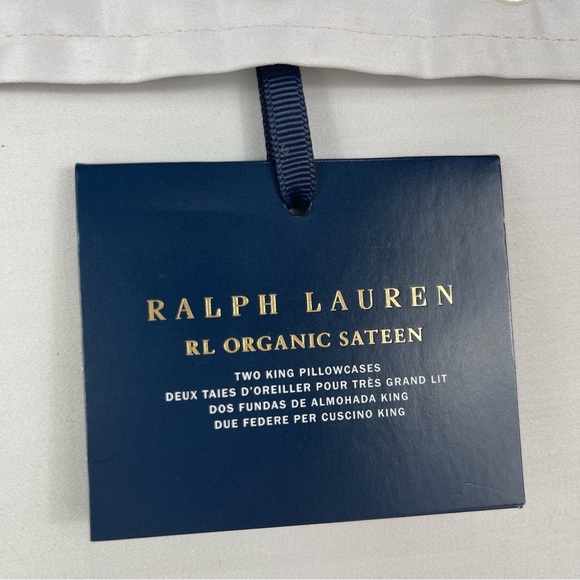 RALPH LAUREN
RL ORGANIC SATEEN
TWO KING PILLOWCASES
DEUX TAIES D'OREILLER POUR TRÈS GRAND LIT
DOS FUNDAS DE ALMOHADA KING
DUE FEDERE PER CUSCINO KING